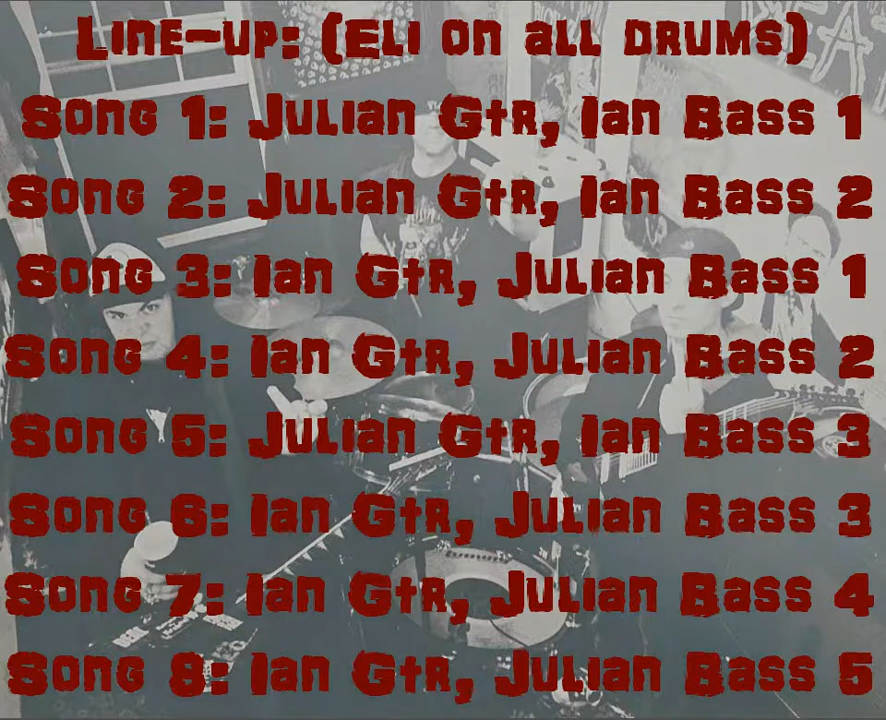 Line-up: (Eli on all drums)
Song 1: Julian Gtr, Ian Bass 1
Song 2: Julian Gtr, Ian Bass 2
Song 3: Ian Gtr, Julian Bass 1
Song 4: Ian Gtr, Julian Bass 2
Song 5: Julian Gtr, Ian Bass 3
Song 6: Ian Gtr, Julian Bass 3
Song 7: Ian Gtr, Julian Bass 4
Song 8: Ian Gtr, Julian Bass 5